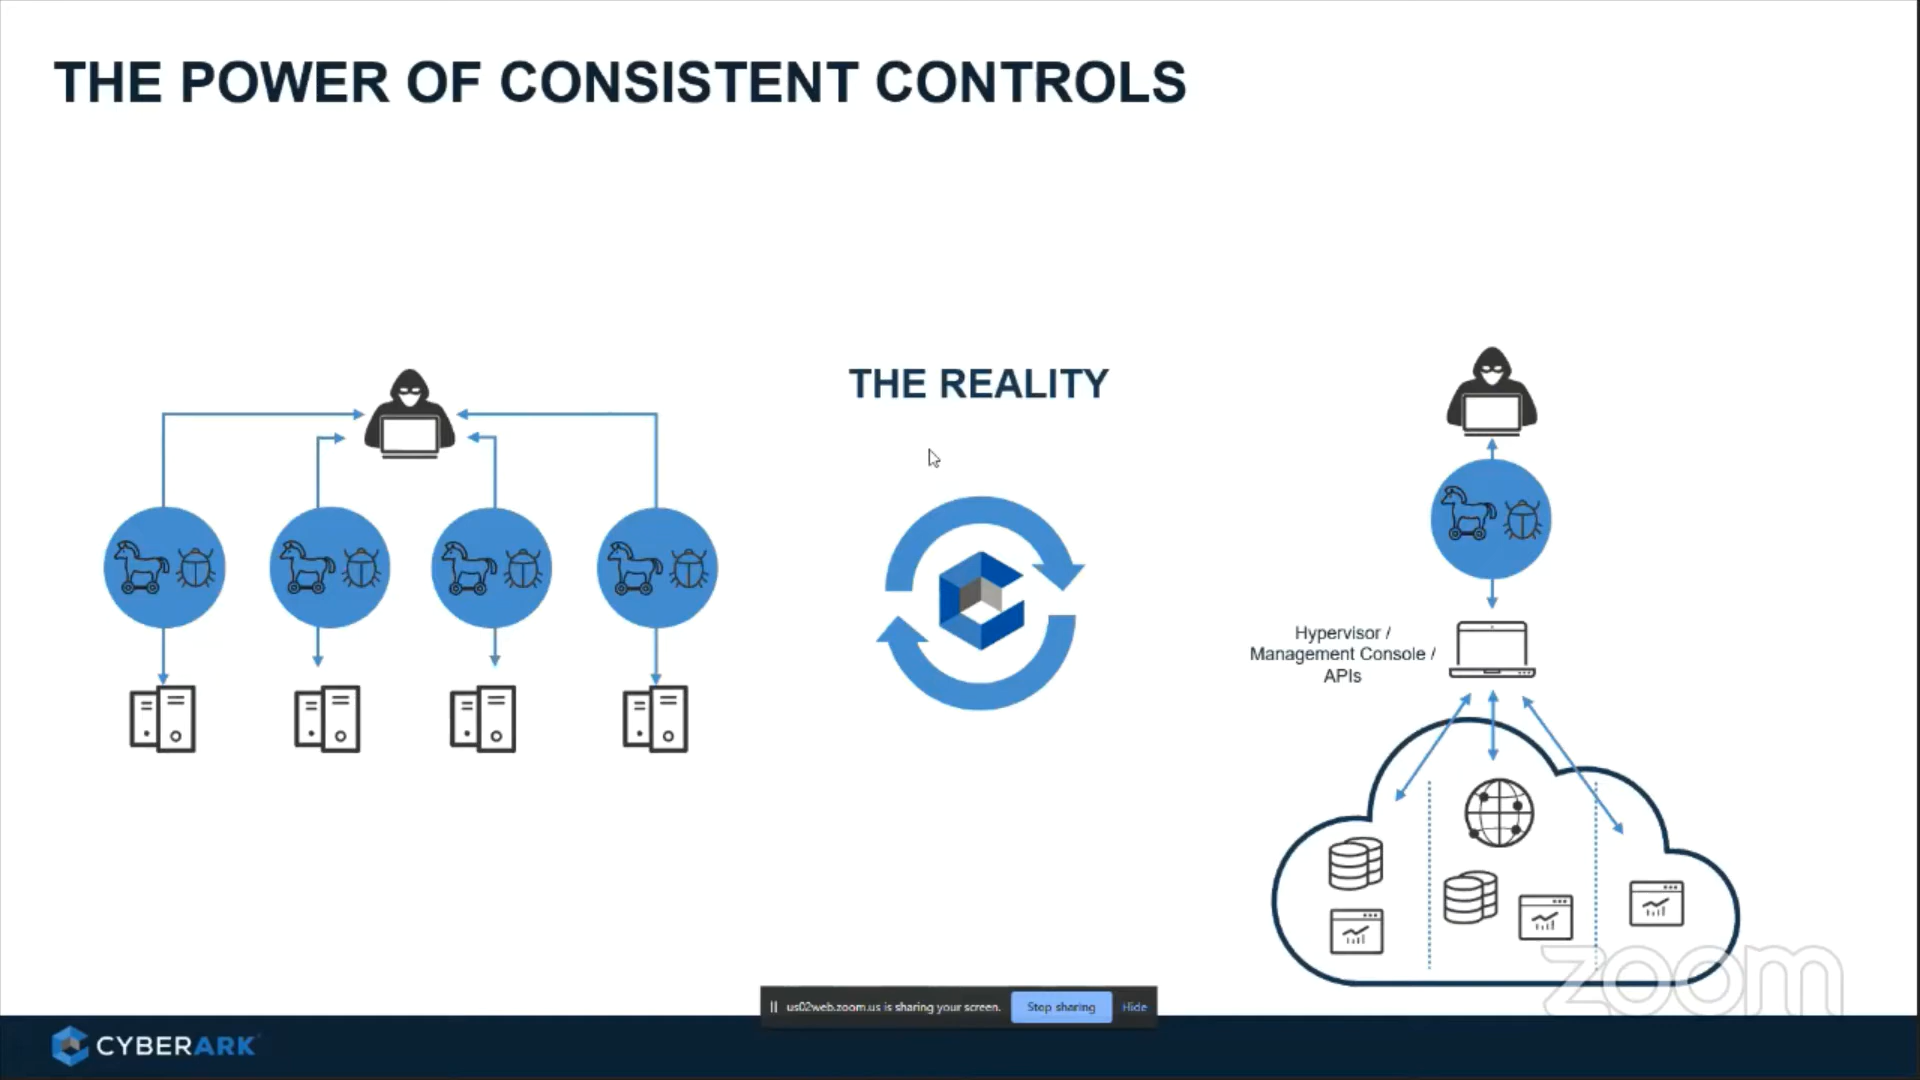 THE POWER OF CONSISTENT CONTROLS
THE REALITY
Hypervisor /
Management Console /
APIs
zoom
us02web.zoom.us is sharing your screen.
Stop sharing
Hide
CYBERARK